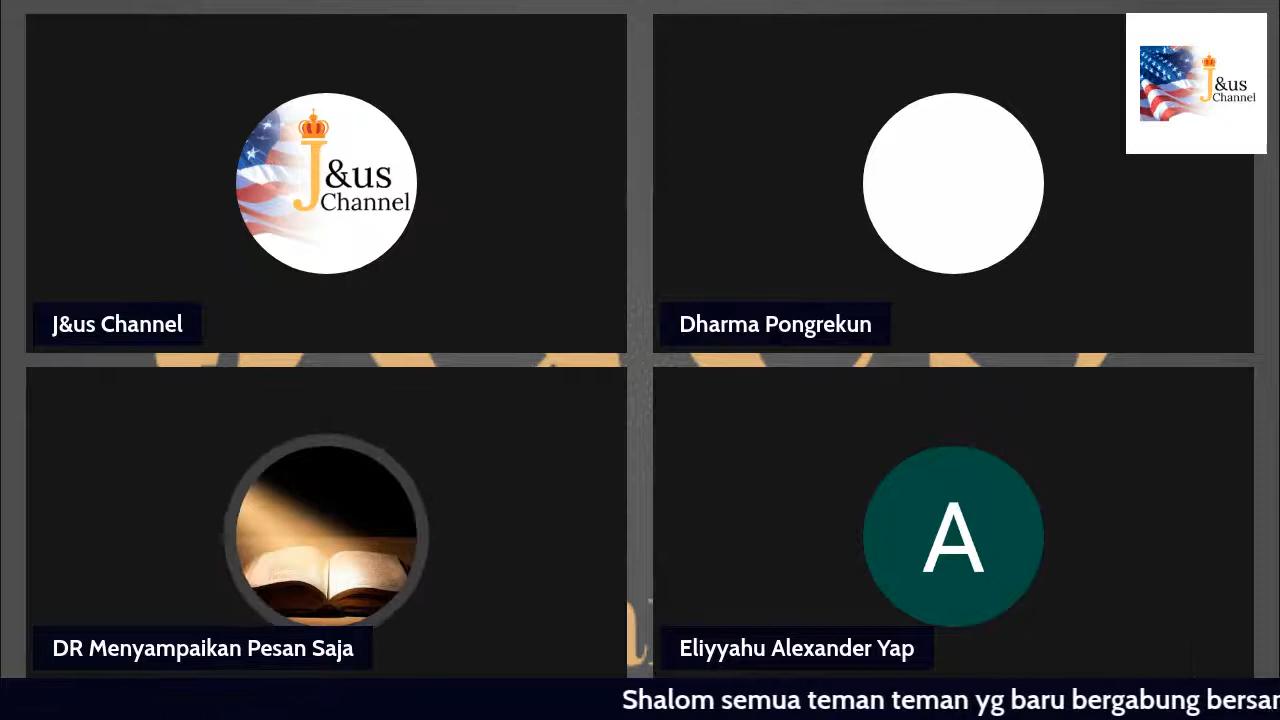 J&us
Channel
J&us
Channel
J&us Channel
Dharma Pongrekun
A
DR Menyampaikan Pesan Saja
Eliyyahu Alexander Yap
Shalom semua teman teman yg baru bergabung